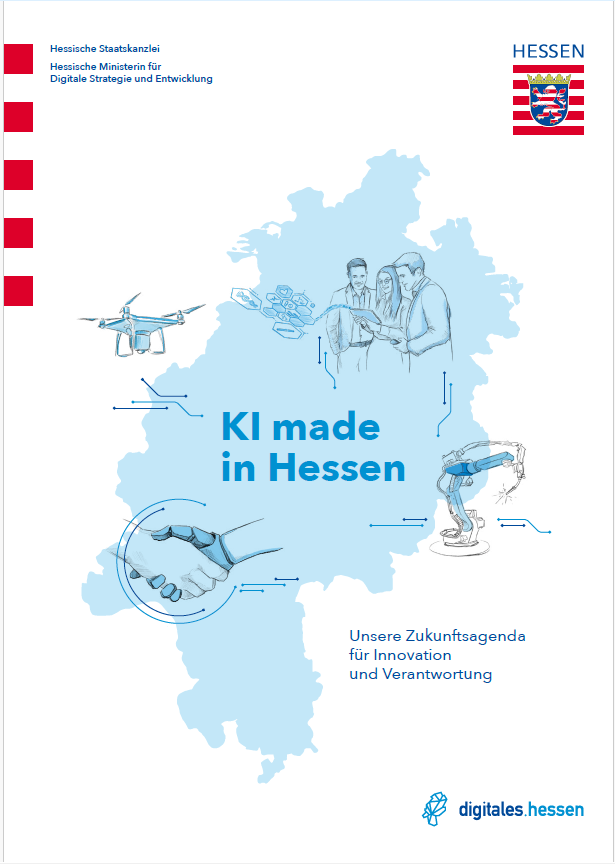 Hessische Staatskanzlei
Hessische Ministerin für
Digitale Strategie und Entwicklung
HESSEN
KI made
in Hessen
Unsere Zukunftsagenda
für Innovation
und Verantwortung
digitales.hessen